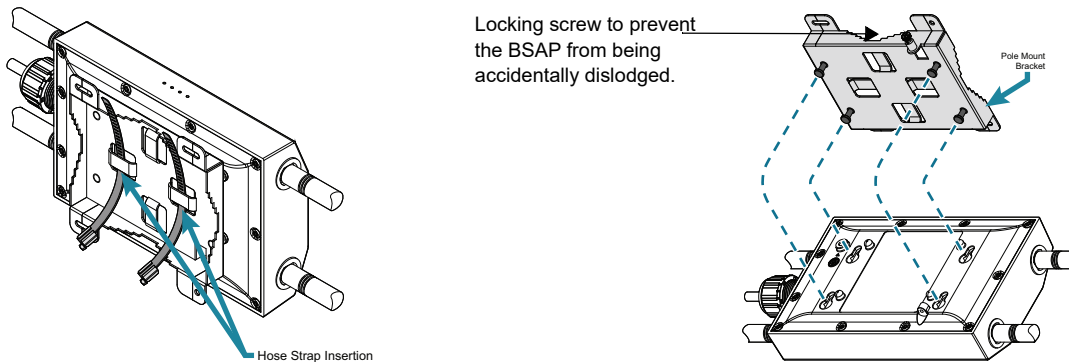 Locking screw to prevent
the BSAP from being
accidentally dislodged.
Pole Mount
Bracket
Hose Strap Insertion